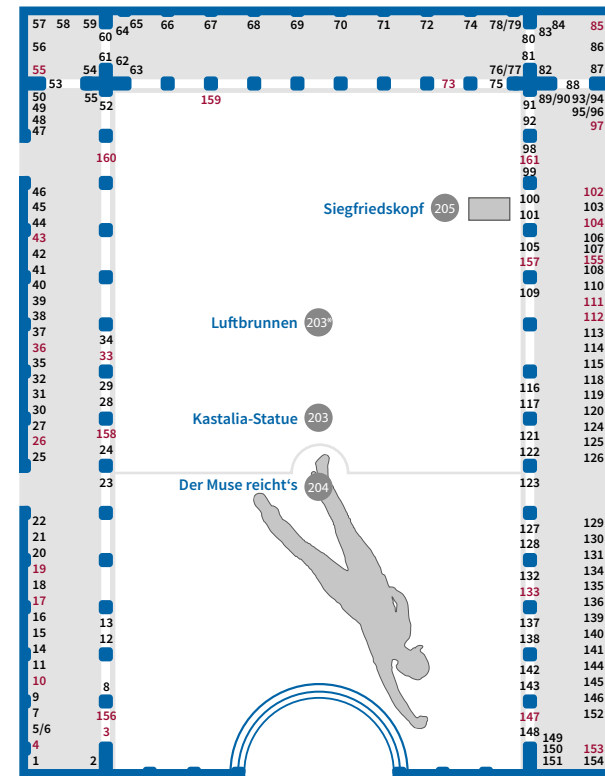 57 58 59 65 66 67 68 69 70 71 72 74 78/79 84 85
60 64 80 83
56 86
61 62 81
55 54 63 76/77 82 87
53 73 75 88
50 55 159 89/90 93/94
49 52 91 95/96
48 92 97
47
98
160 161
99
46 100 102
45 Siegfriedskopf 205 101 103
44 104
43 106
42 105 107
157 155
41 108
40 109 110
39 111
38 Luftbrunnen 203* 112
37 34 113
36 33 114
35 115
32 29 116 118
31 28 117 119
30 Kastalia-Statue 203 120
27 158 121 124
26 24 122 125
25 126
23 Der Muse reicht‘s 204 123
22 127 129
21 128 130
20 131
19 132 134
18 133 135
17 136
16 13 137 139
15 12 138 140
14 141
11 142 144
10 8 143 145
9 146
7 156 147 152
5/6 3 148 149
4 150 153
1 2 151 154